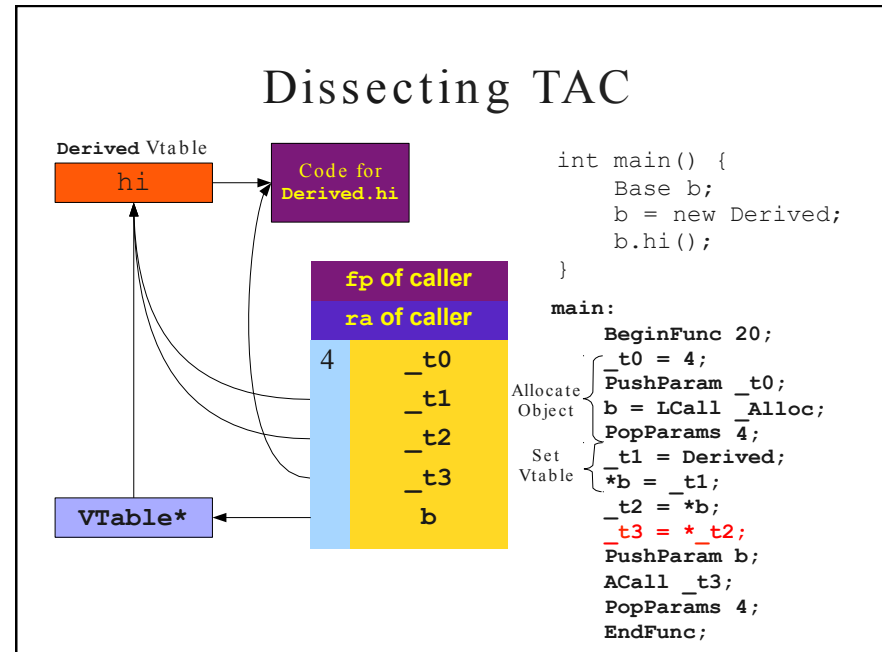 Dissecting TAC
Derived Vtable
hi
Code for
Derived.hi
fp of caller
ra of caller
4 _t0
_t1
_t2
_t3
b
VTable*
int main() {
Base b;
b = new Derived;
b.hi();
}
main:
BeginFunc 20;
_t0 = 4;
PushParam _t0;
b = LCall _Alloc;
PopParams 4;
_t1 = Derived;
*b = _t1;
_t2 = *b;
_t3 = *_t2;
PushParam b;
ACall _t3;
PopParams 4;
EndFunc;
Allocate
Object
Set
Vtable